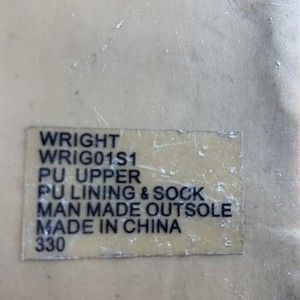 WRIGHT
WRIG01S1
PU UPPER
PU LINING & SOCK
MAN MADE OUTSOLE
MADE IN CHINA
330